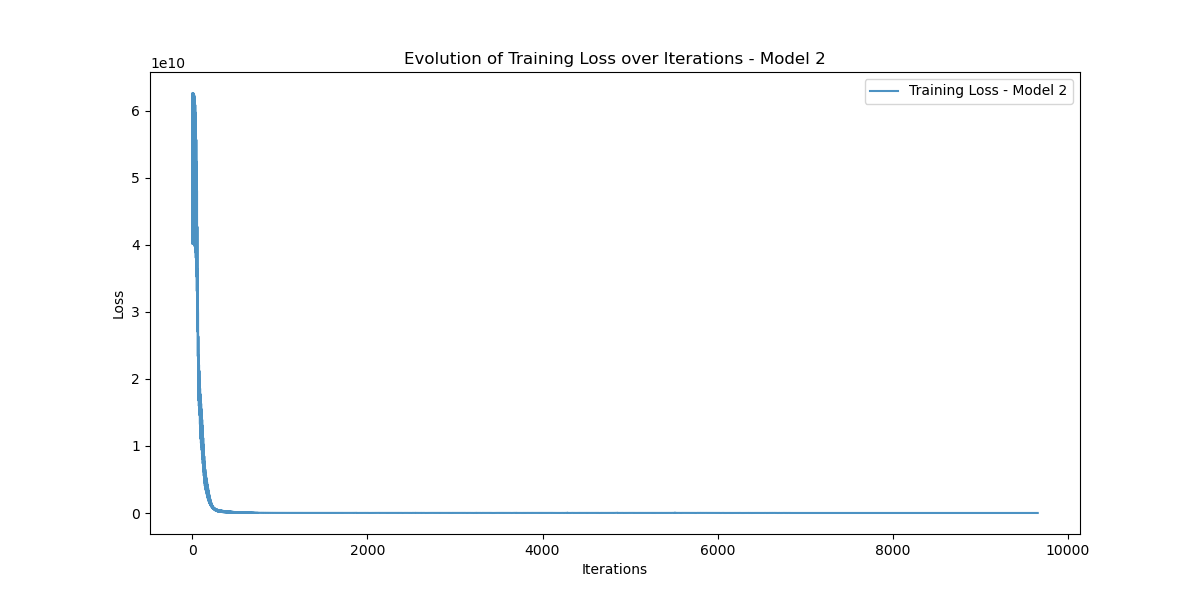 Evolution of Training Loss over Iterations - Model 2
1e10
Training Loss - Model 2
6
5
4
3
2
1
0
Loss
0 2000 4000 6000 8000 10000
Iterations